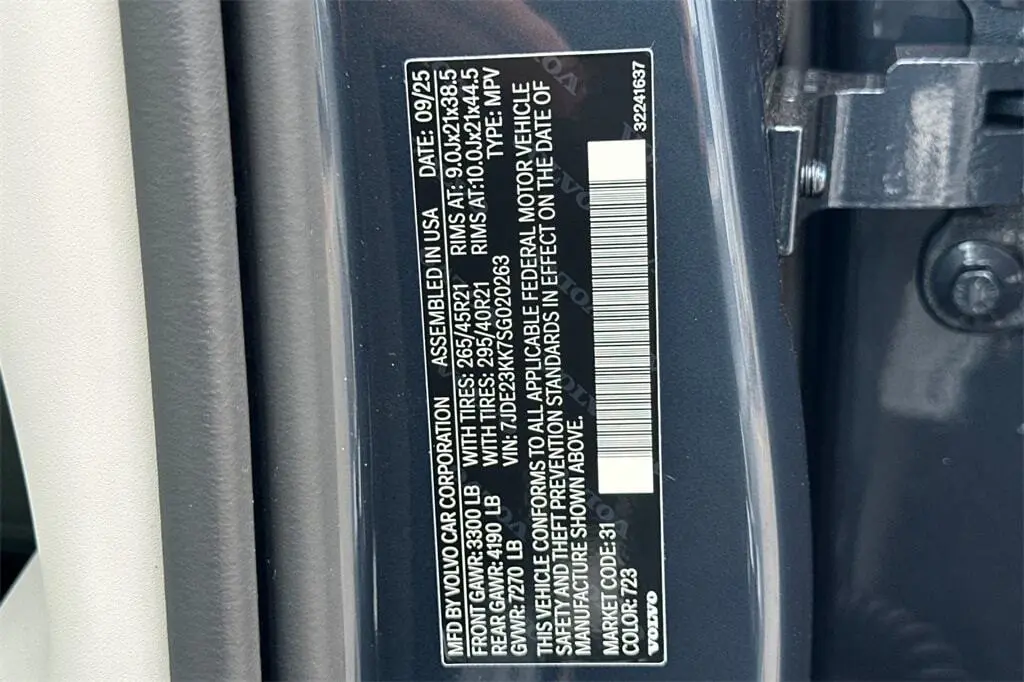 MFD BY VOLVO CAR CORPORATION ASSEMBLED IN USA DATE: 09/25
FRONT GAWR: 3300 LB WITH TIRES: 265/45R21 RIMS AT: 9.0Jx21x38.5
REAR GAWR: 4190 LB WITH TIRES: 295/40R21 RIMS AT:10.0Jx21x44.5
GVWR: 7270 LB VIN: 7JDE23KK7SG020263 TYPE: MPV
THIS VEHICLE CONFORMS TO ALL APPLICABLE FEDERAL MOTOR VEHICLE
SAFETY AND THEFT PREVENTION STANDARDS IN EFFECT ON THE DATE OF
MANUFACTURE SHOWN ABOVE.
MARKET CODE: 31
COLOR: 723
VOLVO
32241637